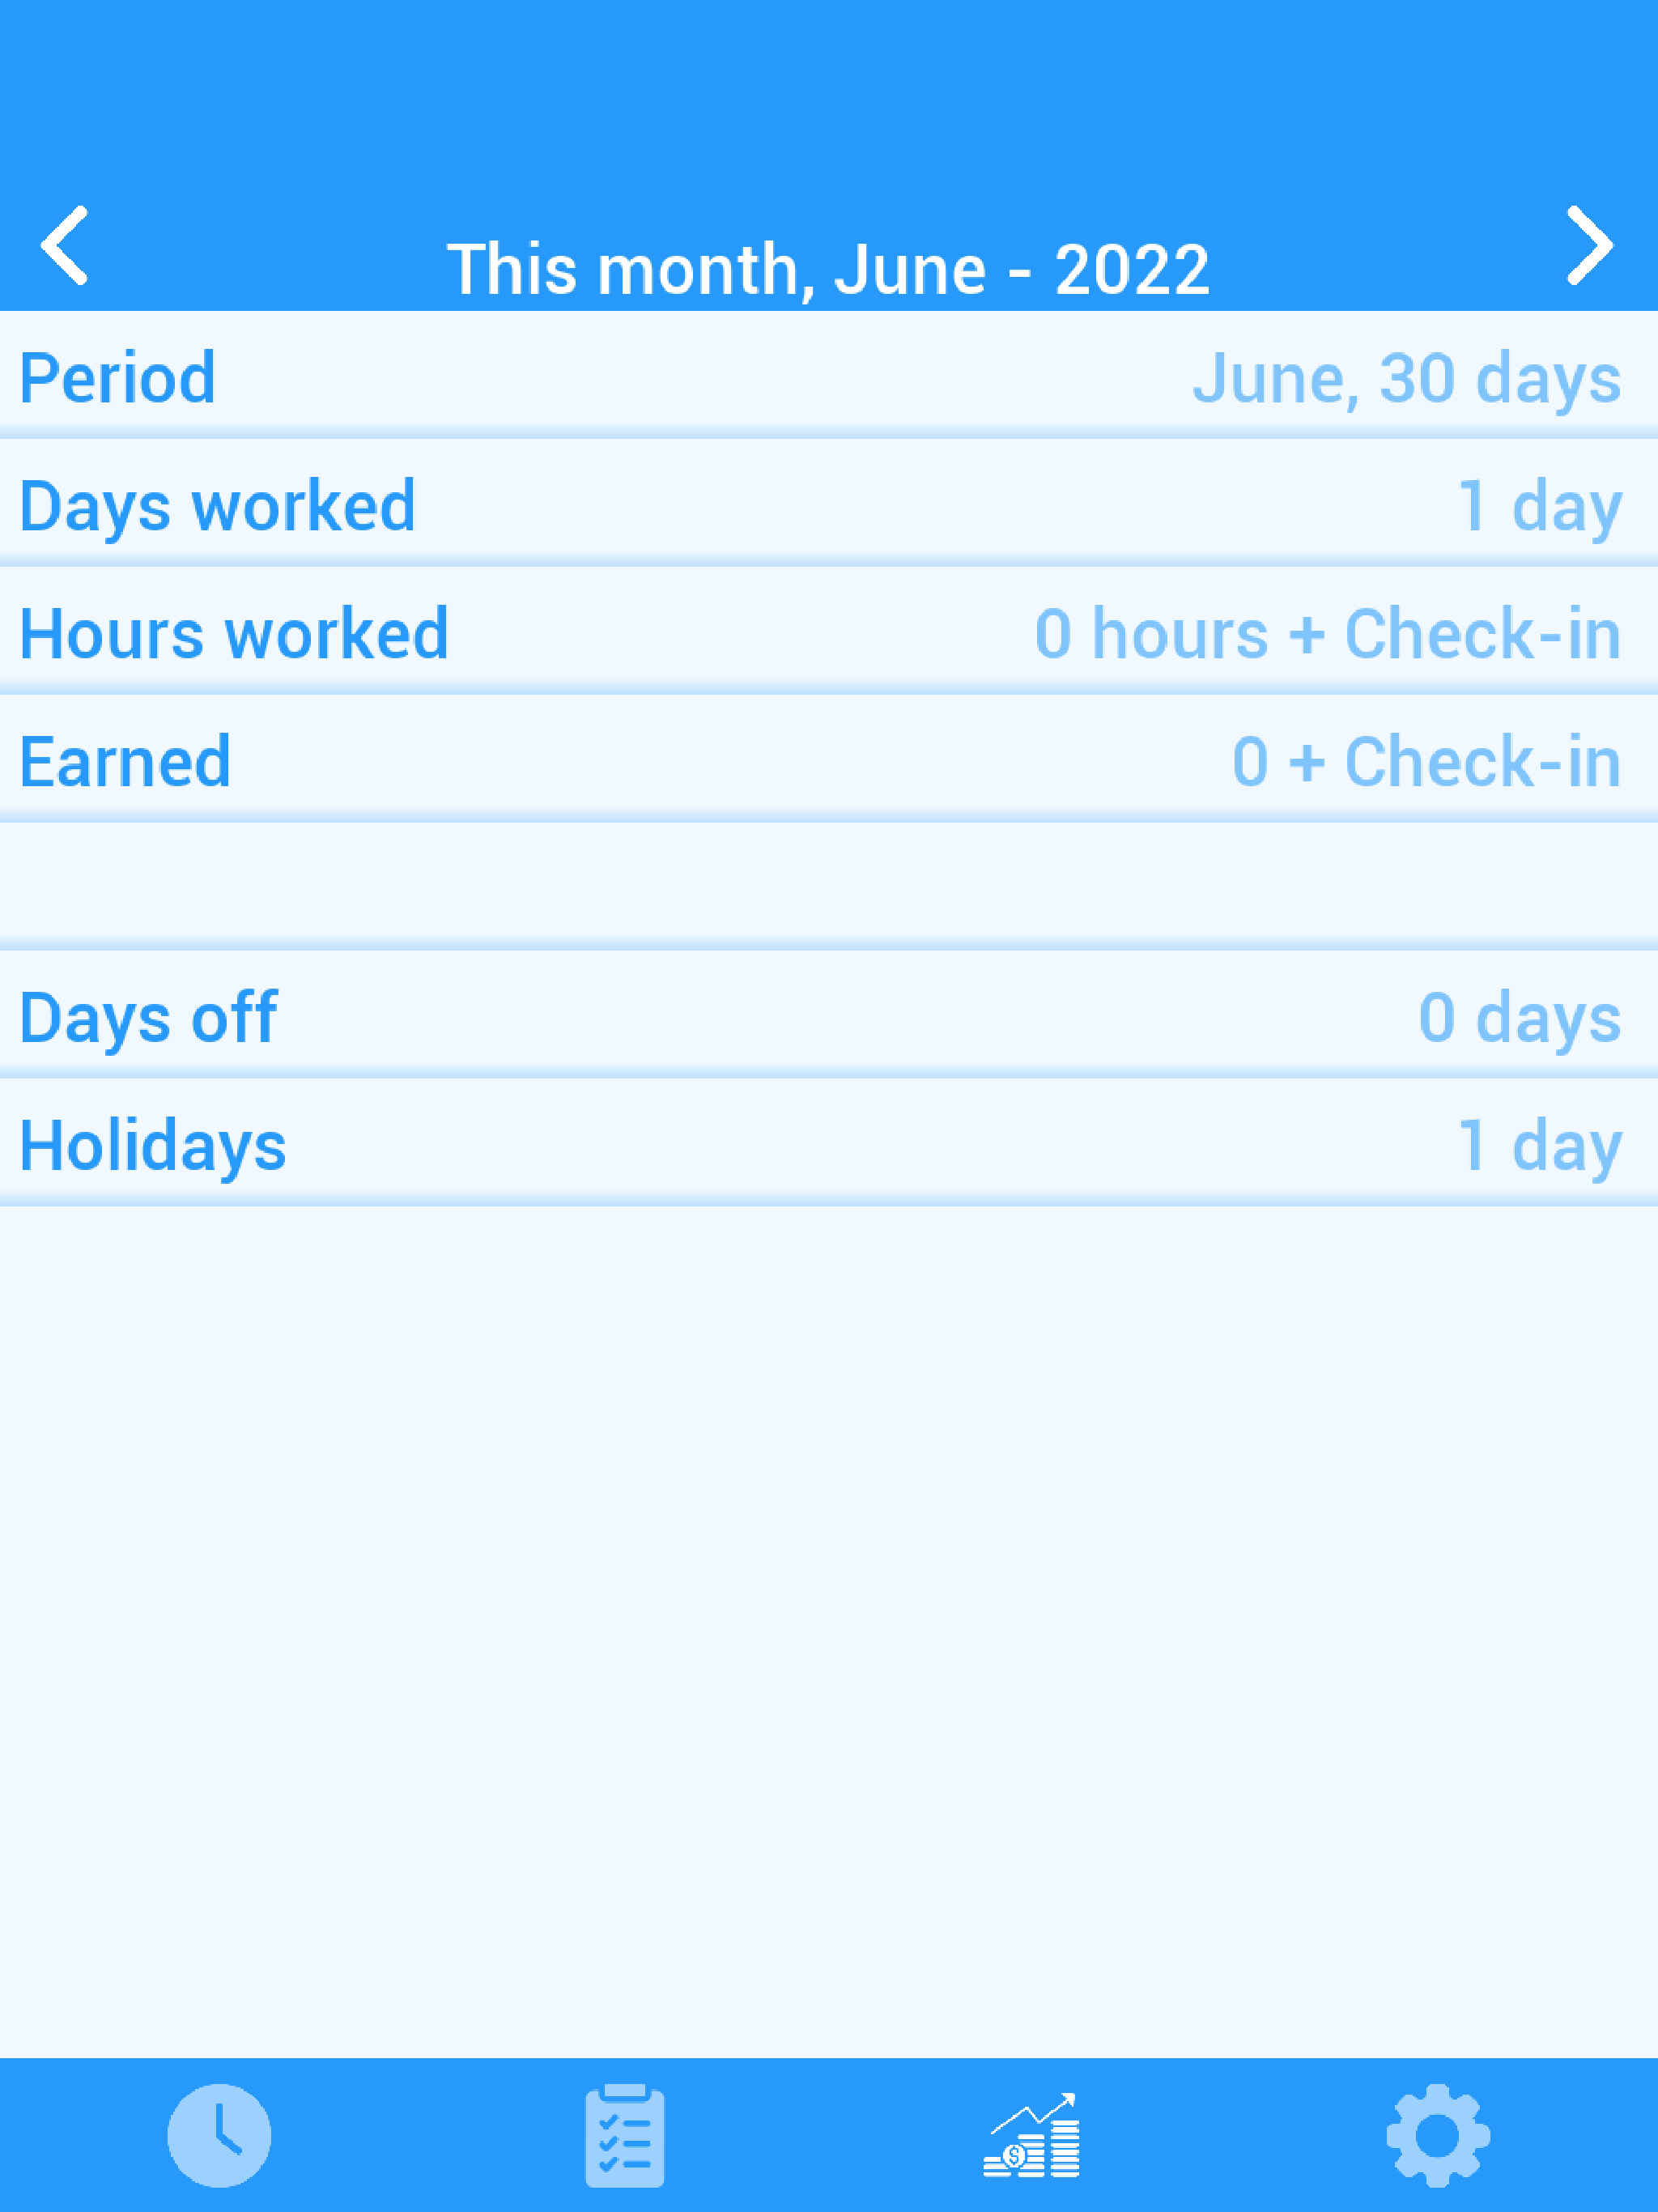 This month, June - 2022
Period June, 30 days
Days worked 1 day
Hours worked 0 hours + Check-in
Earned 0 + Check-in
Days off 0 days
Holidays 1 day
$